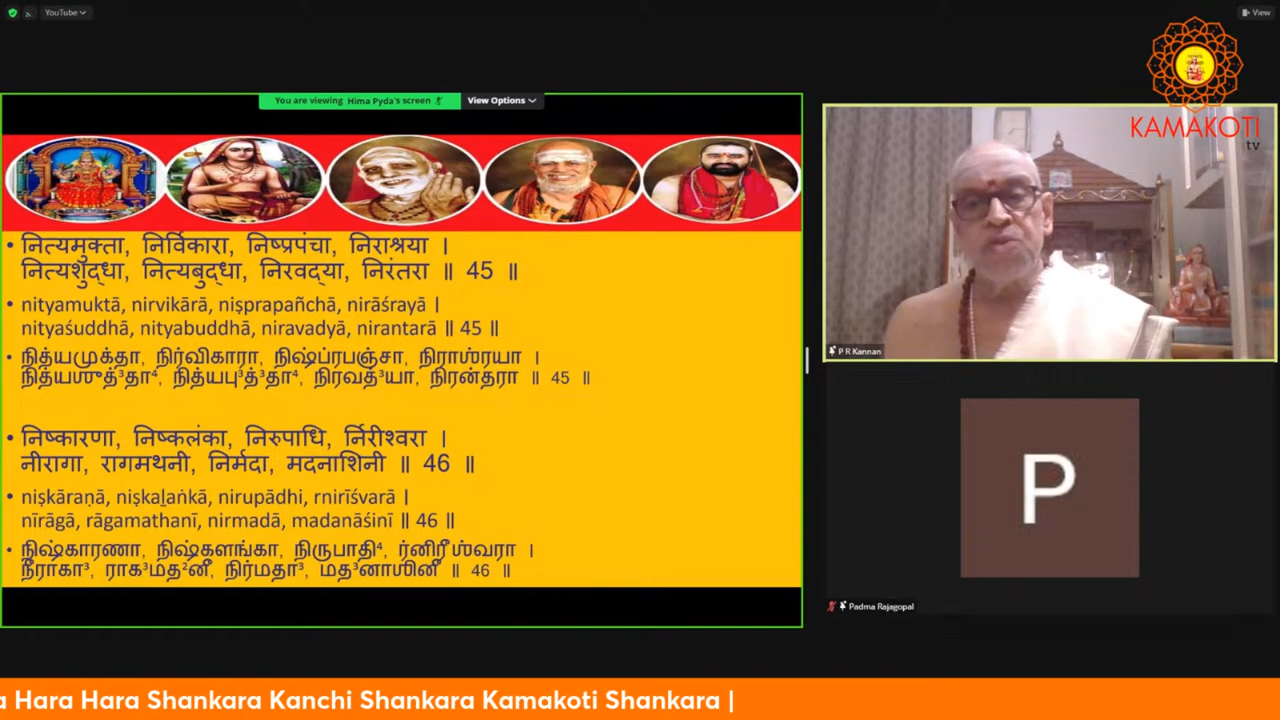 YouTube
View
KAMAKOTI
tv
You are viewing Hima Pyda's screen
View Options
• नित्यमुक्ता, निर्विकारा, निष्प्रपंचा, निराश्रया ।
नित्यशुद्धा, नित्यबुद्धा, निरवद्या, निरंतरा ॥ 45 ॥
• nityamuktā, nirvikārā, niṣprapañchā, nirāśrayā |
nityaśuddhā, nityabuddhā, niravadyā, nirantarā ‖ 45 ‖
• நித்யமுக்தா, நிர்விகாரா, நிஷ்ப்ரபஞ்சா, நிராஶ்ரயா ।
நித்யஶுத்³தா⁴, நித்யபு³த்³தா⁴, நிரவத்³யா, நிரன்தரா ॥ 45 ॥
• निष्कारणा, निष्कलंका, निरुपाधि, र्निरीश्वरा ।
नीरागा, रागमथनी, निर्मदा, मदनाशिनी ॥ 46 ॥
• niṣkāraṇā, niṣkaḻaṅkā, nirupādhi, rnirīśvarā |
nīrāgā, rāgamathanī, nirmadā, madanāśinī ‖ 46 ‖
• நிஷ்காரணா, நிஷ்களங்கா, நிருபாதி⁴, ர்னிரீஶ்வரா ।
நீராகா³, ராக³மத²னீ, நிர்மதா³, மத³னாஶினீ ॥ 46 ॥
P R Kannan
P
Padma Rajagopal
a Hara Hara Shankara Kanchi Shankara Kamakoti Shankara |